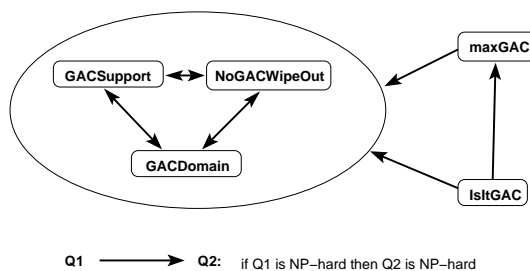 maxGAC
GACSupport
NoGACWipeOut
GACDomain
IsItGAC
Q1 Q2: if Q1 is NP–hard then Q2 is NP–hard